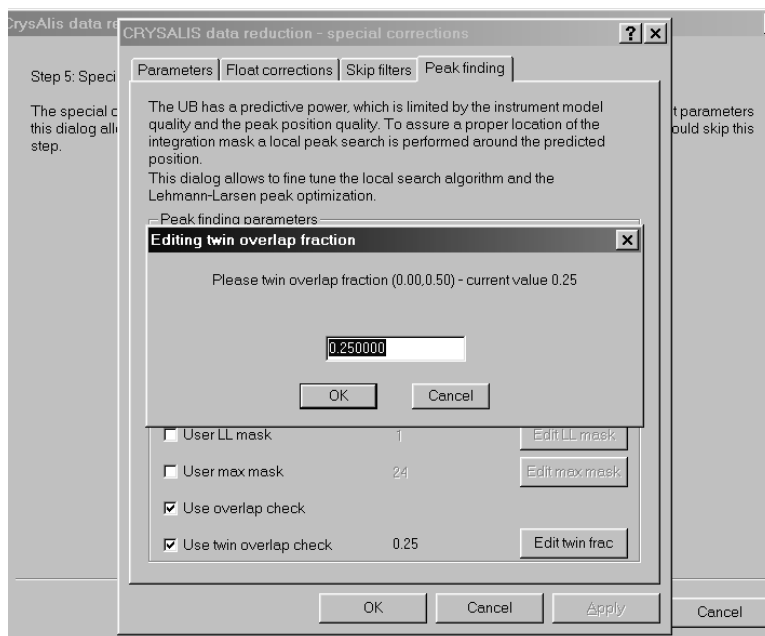 CrysAlis data re
CRYSALIS data reduction - special corrections
Parameters Float corrections Skip filters Peak finding
Step 5: Speci
The special c
this dialog all
step.
t parameters
ould skip this
The UB has a predictive power, which is limited by the instrument model
quality and the peak position quality. To assure a proper location of the
integration mask a local peak search is performed around the predicted
position.
This dialog allows to fine tune the local search algorithm and the
Lehmann-Larsen peak optimization.
Peak finding parameters
Editing twin overlap fraction
Please twin overlap fraction (0.00,0.50) - current value 0.25
0.250000
OK Cancel
User LL mask 1 Edit LL mask
User max mask 24 Edit max mask
Use overlap check
Use twin overlap check 0.25 Edit twin frac
OK Cancel Apply
Cancel